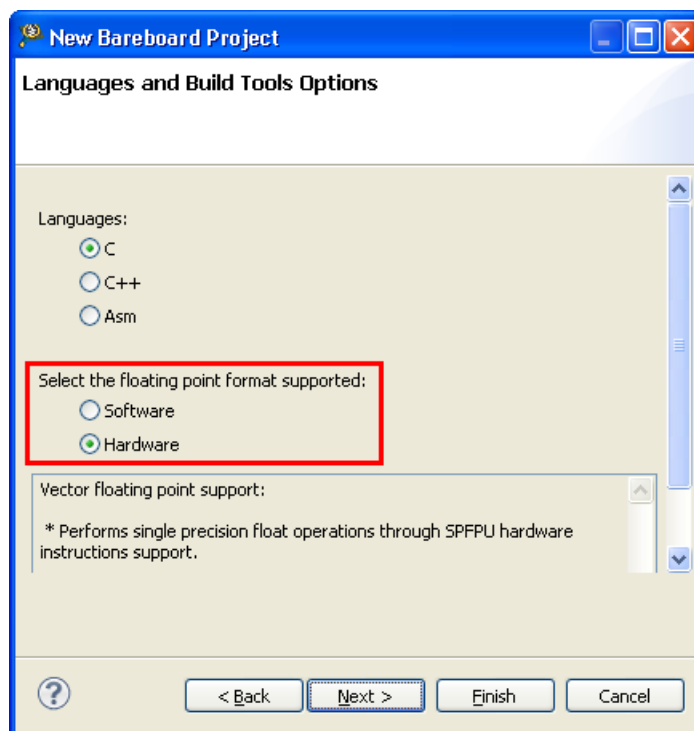 New Bareboard Project
Languages and Build Tools Options
Languages:
C
C++
Asm
Select the floating point format supported:
Software
Hardware
Vector floating point support:
* Performs single precision float operations through SPFPU hardware
instructions support.
?
< Back
Next >
Finish
Cancel